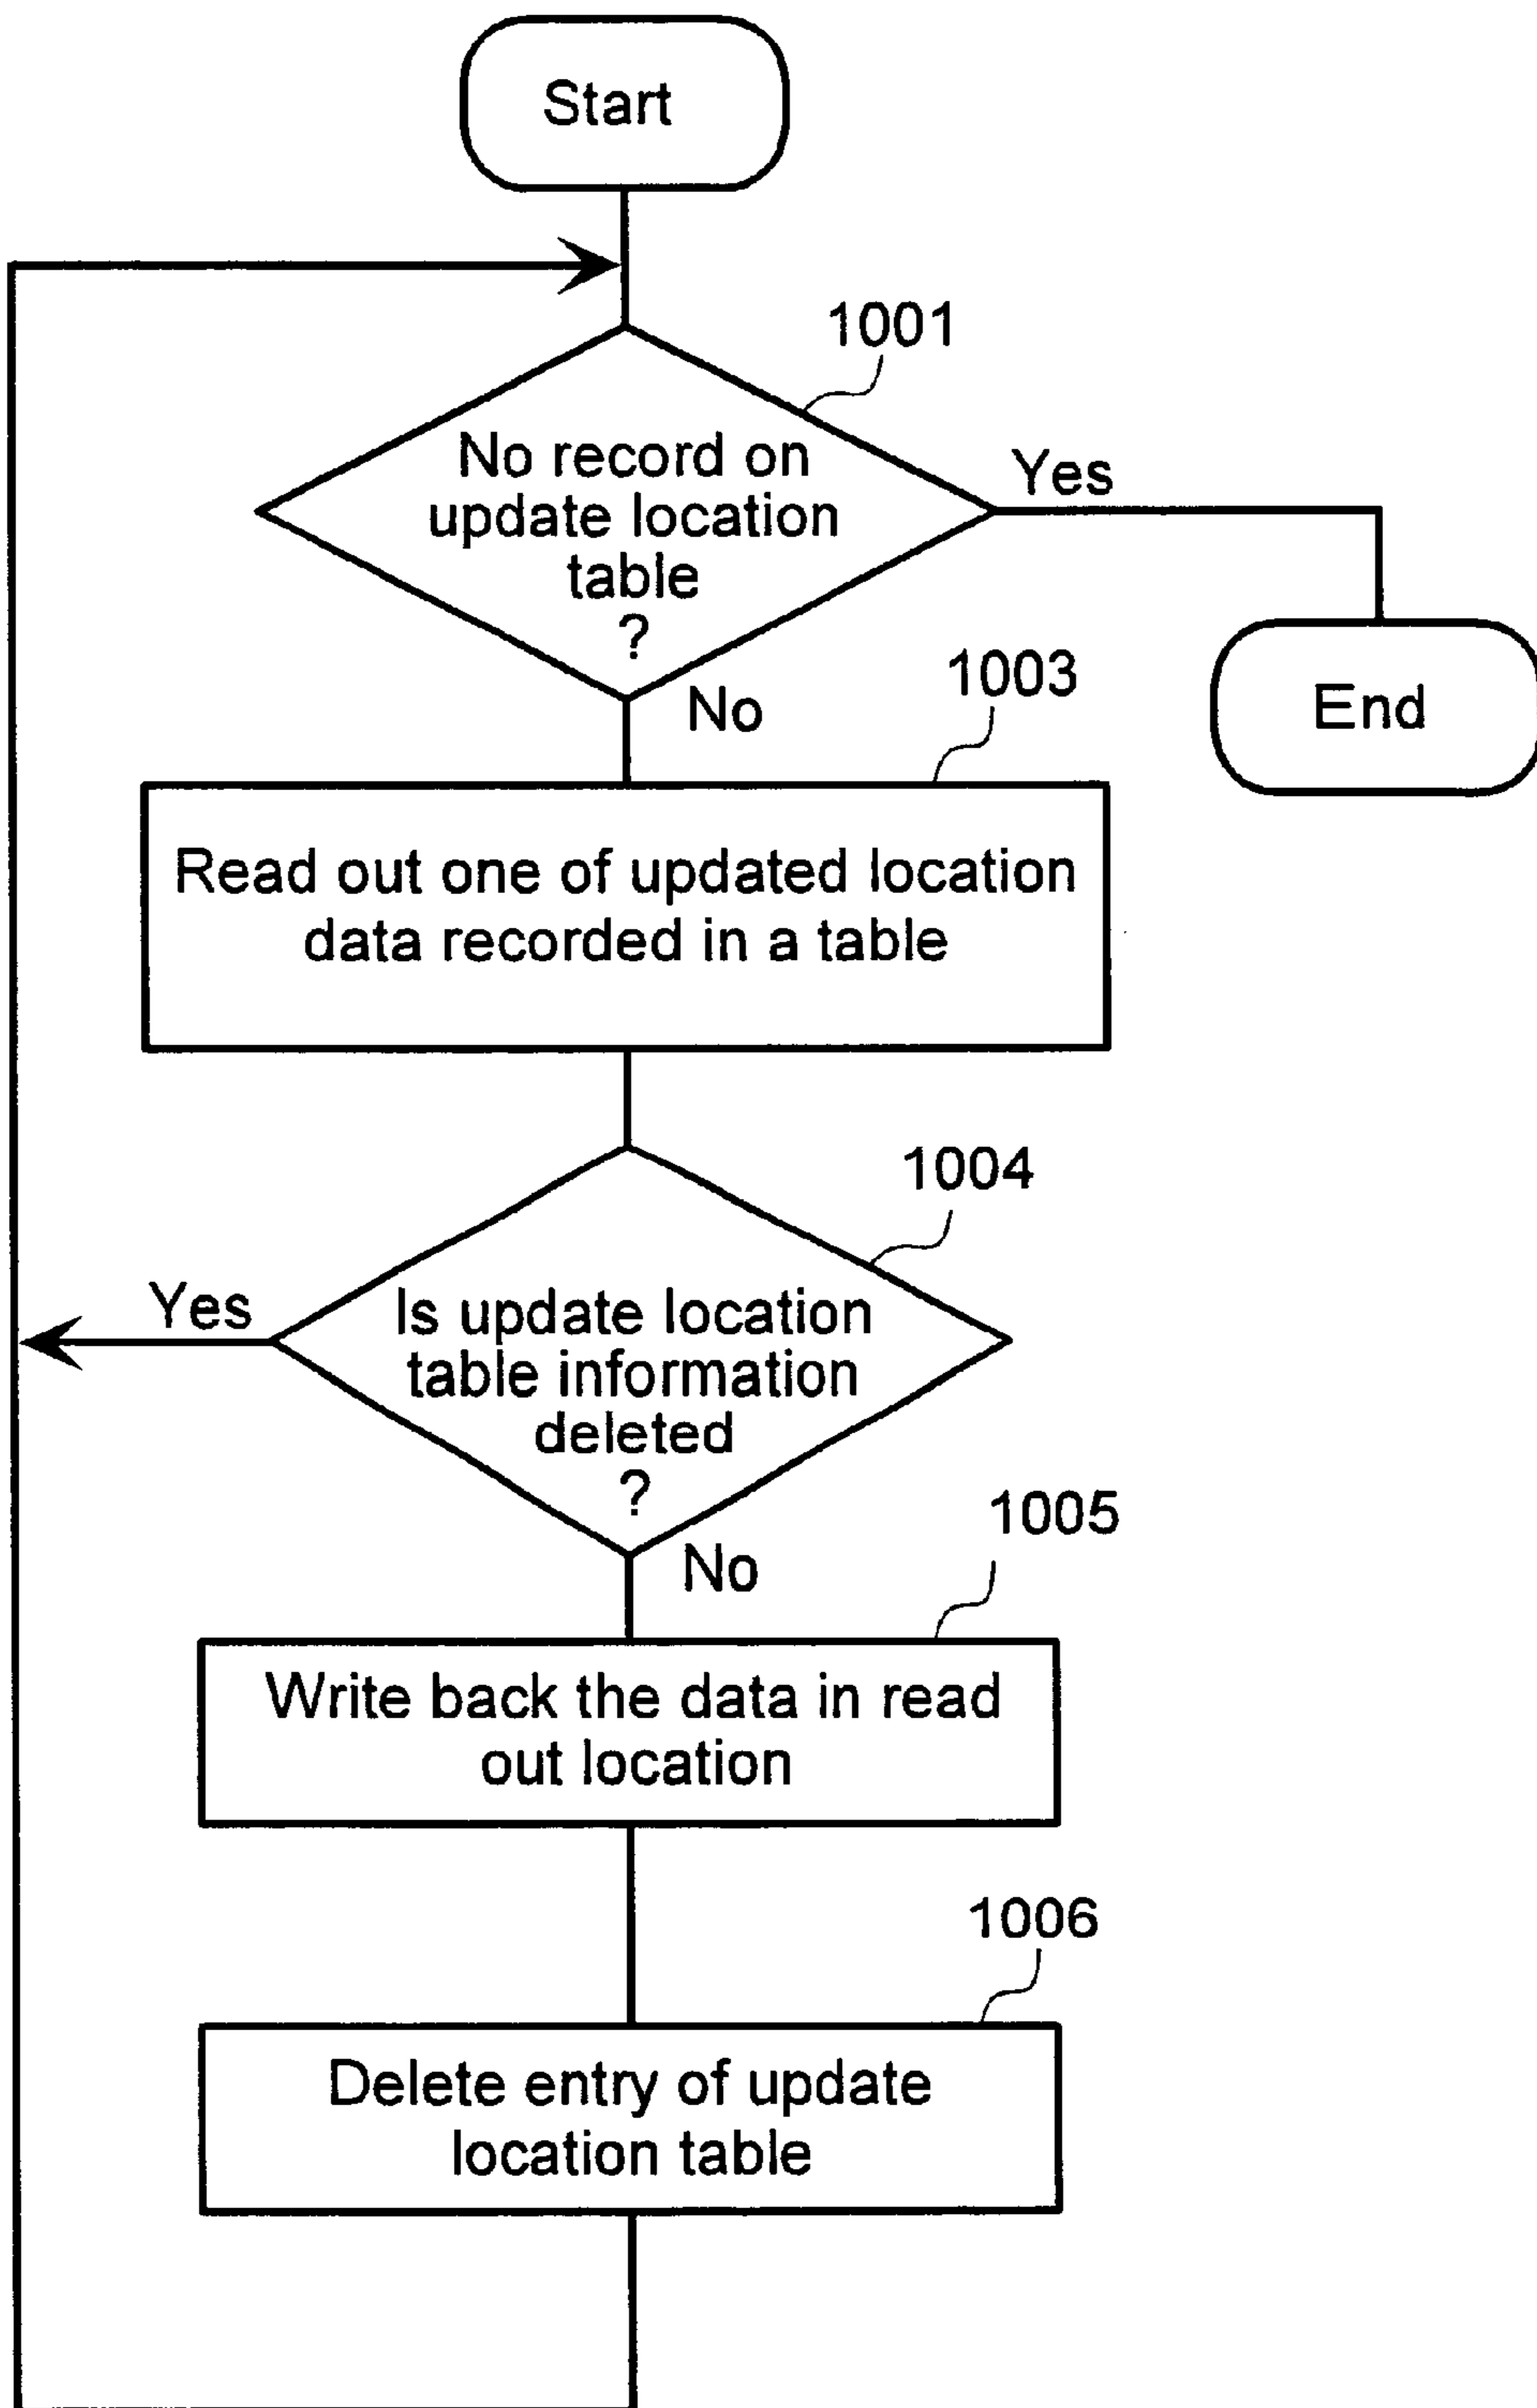 Start
1001
No record on
update location
table
?
Yes
No
End
1003
Read out one of updated location
data recorded in a table
1004
Is update location
table information
deleted
?
Yes
No
1005
Write back the data in read
out location
1006
Delete entry of update
location table